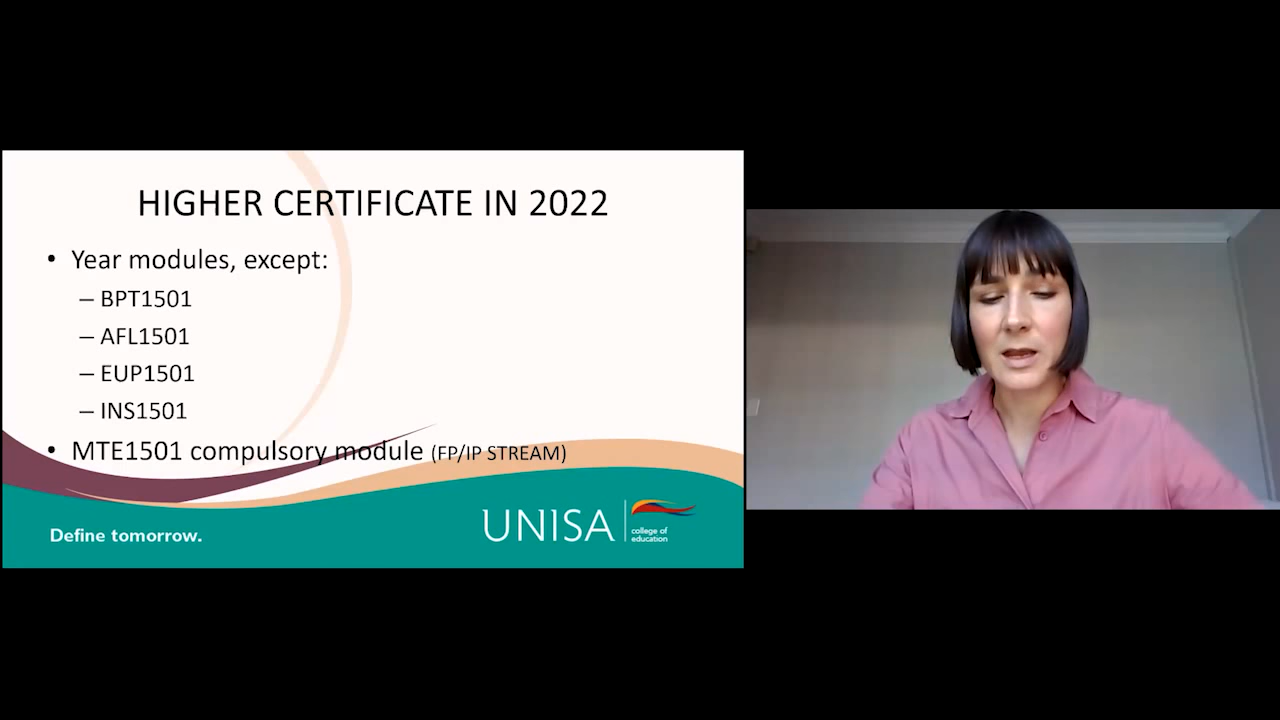 HIGHER CERTIFICATE IN 2022
• Year modules, except:
– BPT1501
– AFL1501
– EUP1501
– INS1501
• MTE1501 compulsory module (FP/IP STREAM)
Define tomorrow.
UNISA
college of
education